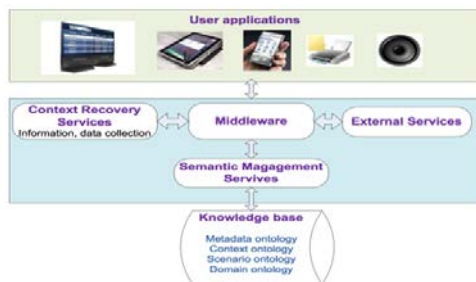 User applications
Context Recovery
Services
Information, data collection
Middleware
External Services
Semantic Magagement
Servives
Knowledge base
Metadata ontology
Context ontology
Scenario ontology
Domain ontology